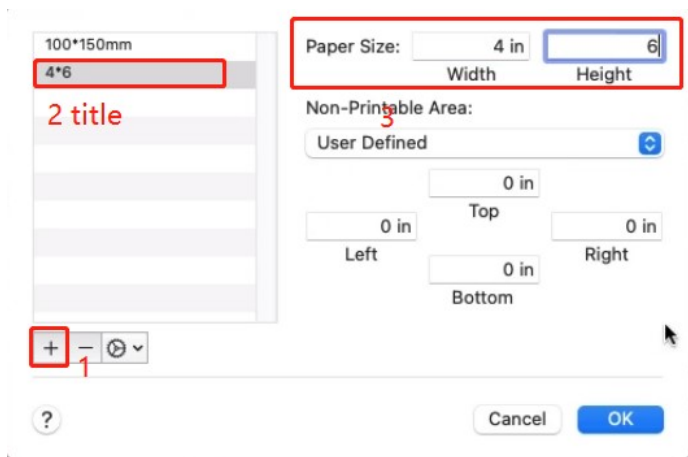 100*150mm
4*6
2 title
+ − 
1
Paper Size: 4 in 6
Width Height
Non-Printable Area:
3
User Defined
0 in
Top
0 in 0 in
Left Right
0 in
Bottom
? Cancel OK